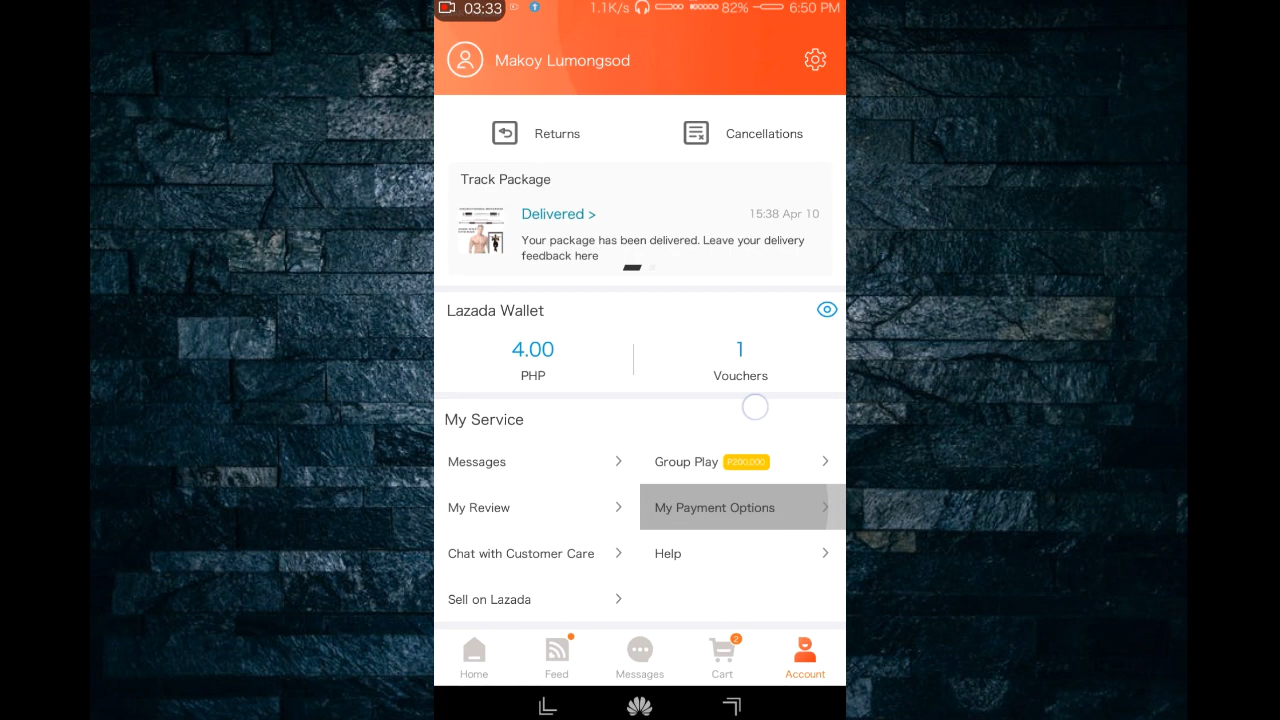 03:33 1.1K/s 82% 6:50 PM
Makoy Lumongsod
Returns Cancellations
Track Package
Delivered > 15:38 Apr 10
Your package has been delivered. Leave your delivery
feedback here
Lazada Wallet
4.00 1
PHP Vouchers
My Service
Messages Group Play ₱200,000
My Review My Payment Options
Chat with Customer Care Help
Sell on Lazada
2
Home Feed Messages Cart Account